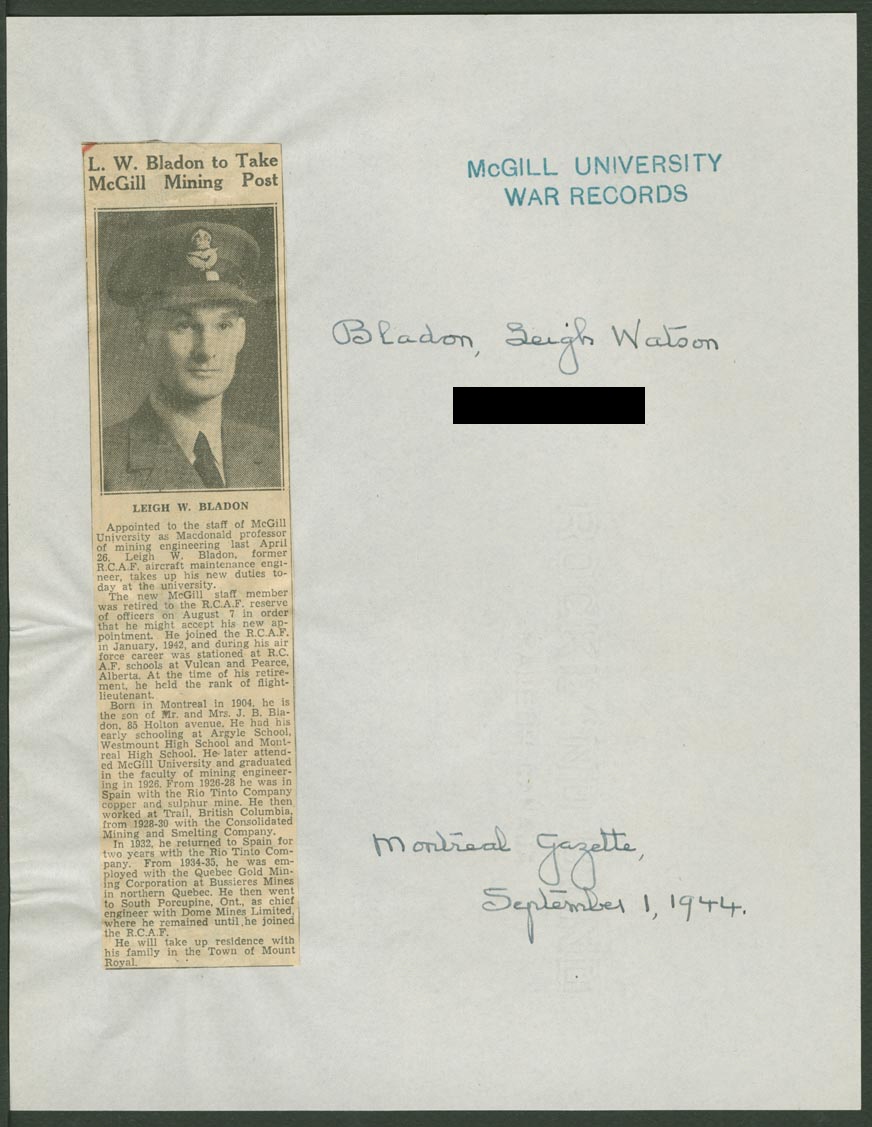 L. W. Bladon to Take
McGill Mining Post
LEIGH W. BLADON
Appointed to the staff of McGill
University as Macdonald professor
of mining engineering last April
26, Leigh W. Bladon, former
R.C.A.F. aircraft maintenance engi-
neer, takes up his new duties to-
day at the university.
The new McGill staff member
was retired to the R.C.A.F. reserve
of officers on August 7 in order
that he might accept his new ap-
pointment. He joined the R.C.A.F.
in January, 1942, and during his air
force career was stationed at R.C.
A.F. schools at Vulcan and Pearce,
Alberta. At the time of his retire-
ment, he held the rank of flight-
lieutenant.
Born in Montreal in 1904, he is
the son of Mr. and Mrs. J. B. Bla-
don, 85 Holton avenue. He had his
early schooling at Argyle School,
Westmount High School and Mont-
real High School. He later attend-
ed McGill University and graduated
in the faculty of mining engineer-
ing in 1926. From 1926-28 he was in
Spain with the Rio Tinto Company
copper and sulphur mine. He then
worked at Trail, British Columbia,
from 1928-30 with the Consolidated
Mining and Smelting Company.
In 1932, he returned to Spain for
two years with the Rio Tinto Com-
pany. From 1934-35, he was em-
ployed with the Quebec Gold Min-
ing Corporation at Bussieres Mines
in northern Quebec. He then went
to South Porcupine, Ont., as chief
engineer with Dome Mines Limited,
where he remained until he joined
the R.C.A.F.
He will take up residence with
his family in the Town of Mount
Royal.
McGILL UNIVERSITY
WAR RECORDS
Bladon, Leigh Watson
Montreal Gazette,
September 1, 1944.